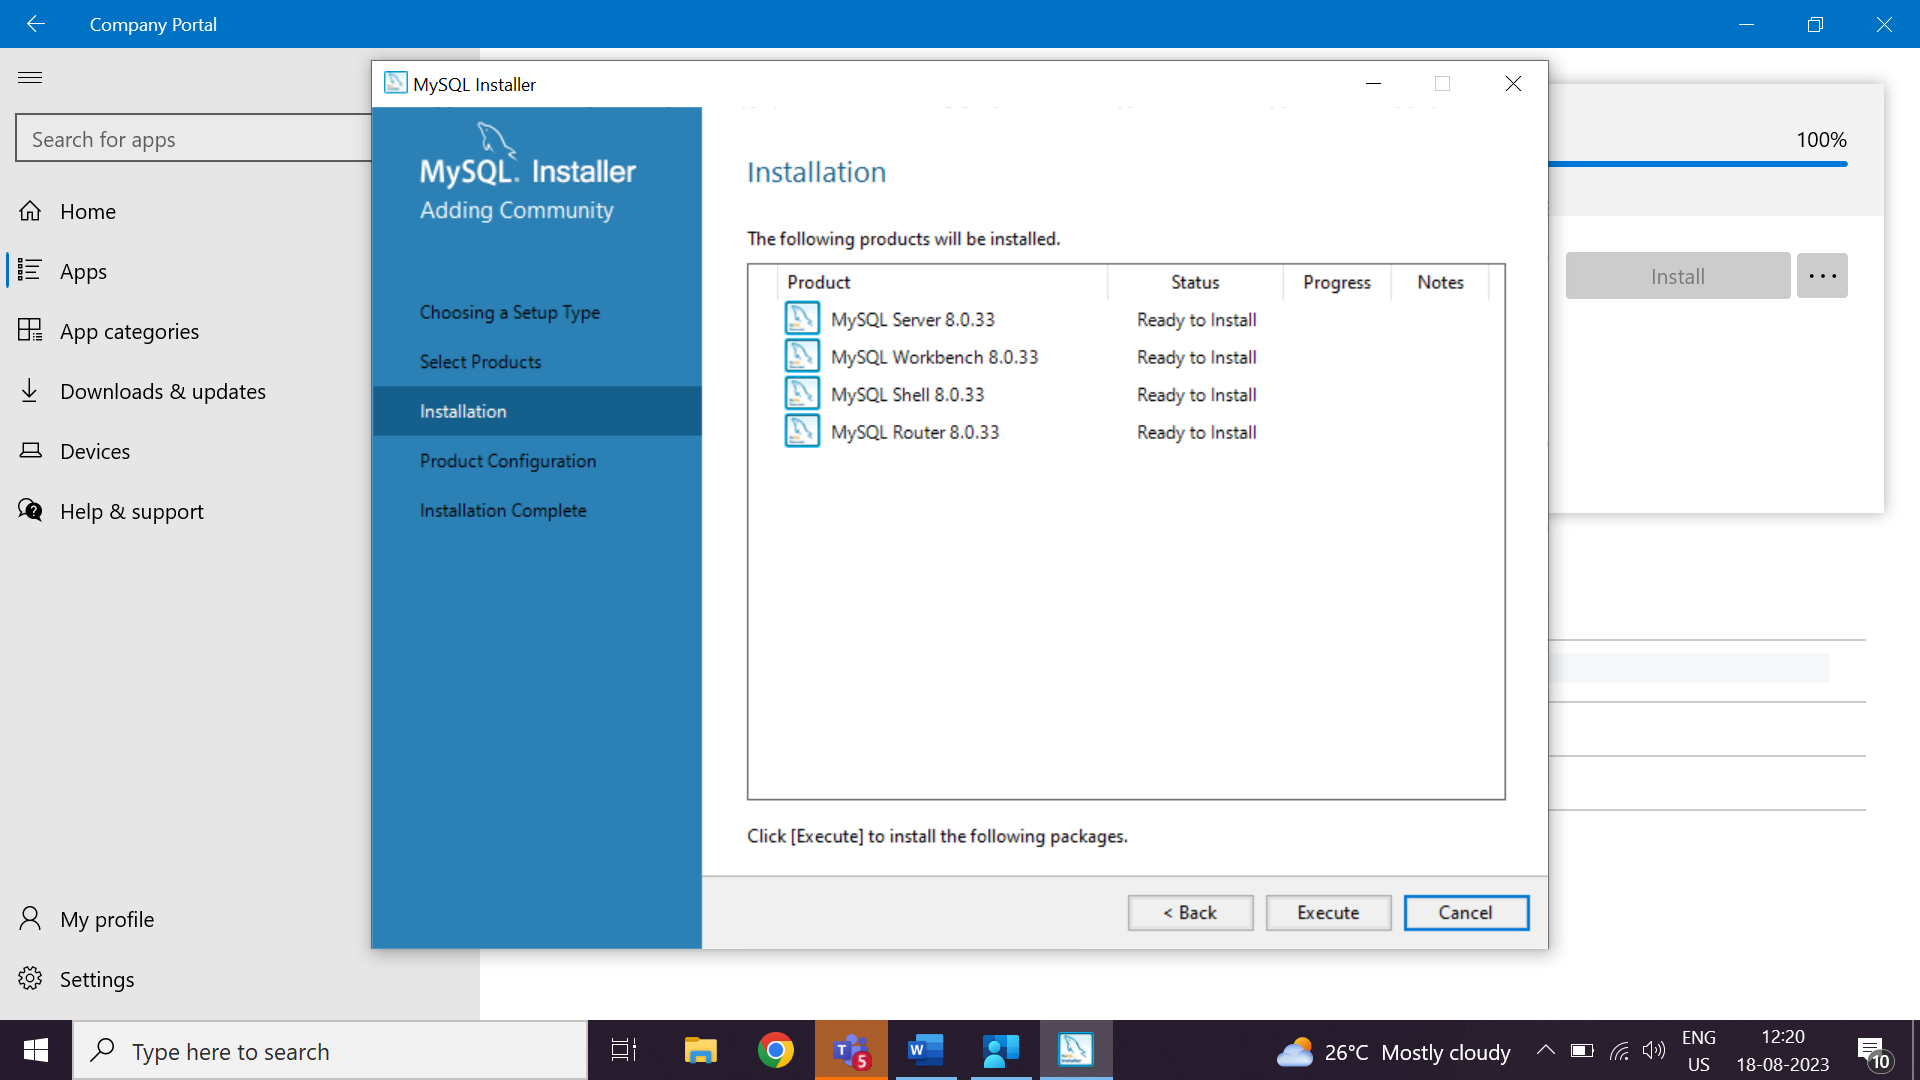 Company Portal
Search for apps
Home
Apps
App categories
Downloads & updates
Devices
Help & support
My profile
Settings
MySQL Installer
MySQL. Installer
Adding Community
Choosing a Setup Type
Select Products
Installation
Product Configuration
Installation Complete
Installation
The following products will be installed.
Product Status Progress Notes
MySQL Server 8.0.33 Ready to Install
MySQL Workbench 8.0.33 Ready to Install
MySQL Shell 8.0.33 Ready to Install
MySQL Router 8.0.33 Ready to Install
Click [Execute] to install the following packages.
< Back Execute Cancel
100%
Install ...
Type here to search
T 5
W
26°C Mostly cloudy
ENG
US
12:20
18-08-2023
10